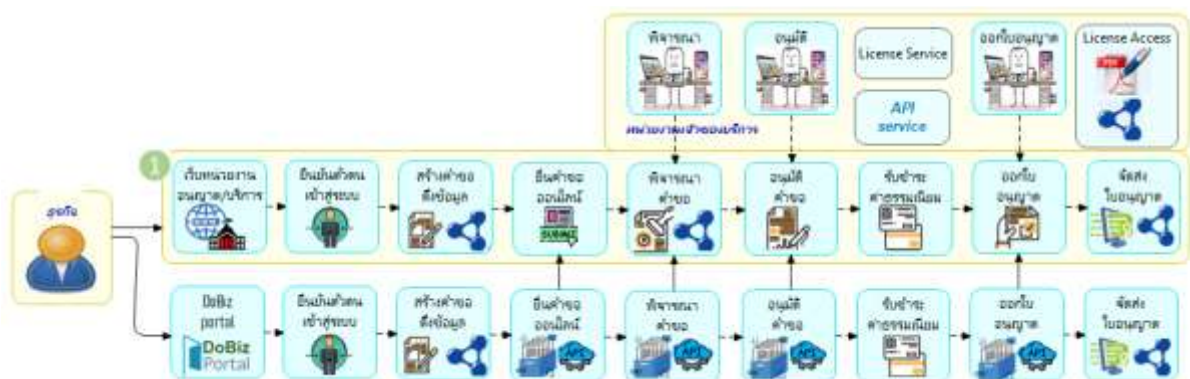 พิจารณา
อนุมัติ
License Service
ออกใบอนุญาต
License Access
PDF
API
service
หน่วยงานเจ้าของบริการ
1
ธุรกิจ
เว็บหน่วยงาน
อนุญาต/บริการ
ยืนยันตัวตน
เข้าสู่ระบบ
สร้างคำขอ
ดึงข้อมูล
ยื่นคำขอ
ออนไลน์
SUBMIT
พิจารณา
คำขอ
อนุมัติ
คำขอ
รับชำระ
ค่าธรรมเนียม
ออกใบ
อนุญาต
จัดส่ง
ใบอนุญาต
DoBiz
portal
DoBiz
Portal
ยืนยันตัวตน
เข้าสู่ระบบ
สร้างคำขอ
ดึงข้อมูล
ยื่นคำขอ
ออนไลน์
API
พิจารณา
คำขอ
API
อนุมัติ
คำขอ
API
รับชำระ
ค่าธรรมเนียม
ออกใบ
อนุญาต
API
จัดส่ง
ใบอนุญาต